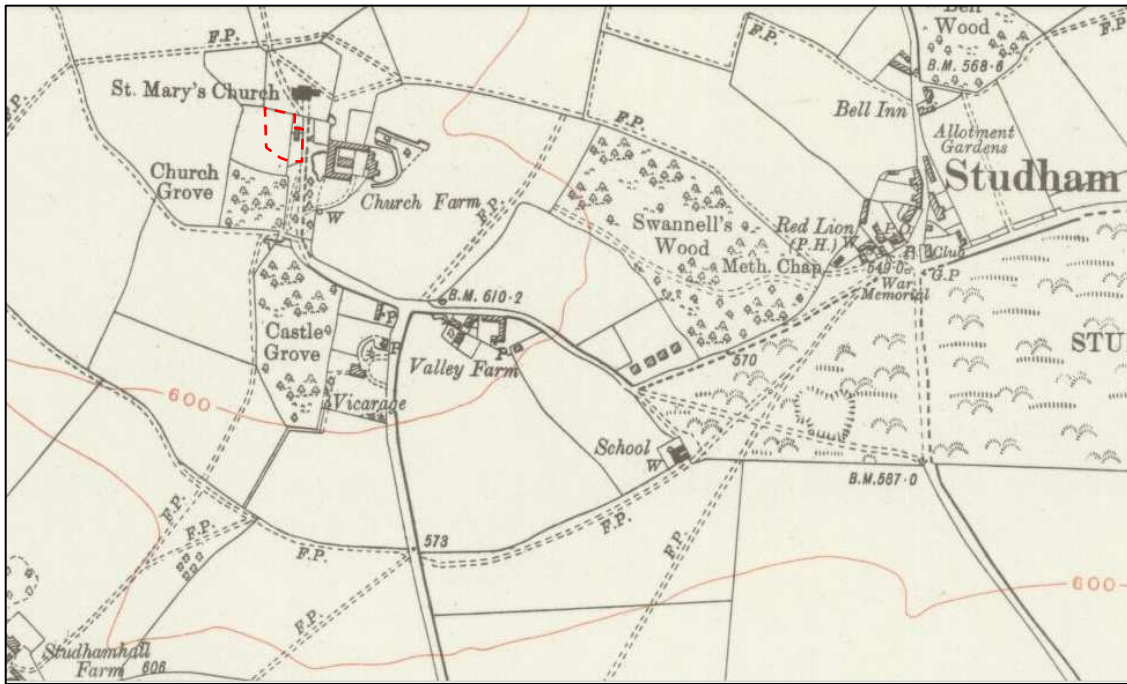 F.P.
F.P.
F.P.
Bell
Wood
B.M. 568·6
St. Mary's Church
F.P.
Bell Inn
Allotment
Gardens
Church
Grove
W
Church Farm
F.P.
F.P.
Swannell's
Wood
Studham
Red Lion
(P.H.)
W
P.O.
P
Club
Meth. Chap.
549·0
G.P
War
Memorial
B.M. 610·2
Castle
Grove
P
P
Valley Farm
P
570
STU
600
Vicarage
School
W
B.M. 587·0
F.P.
F.P.
F.P.
573
F.P.
F.P.
F.P.
600
Studhamhall
Farm
606